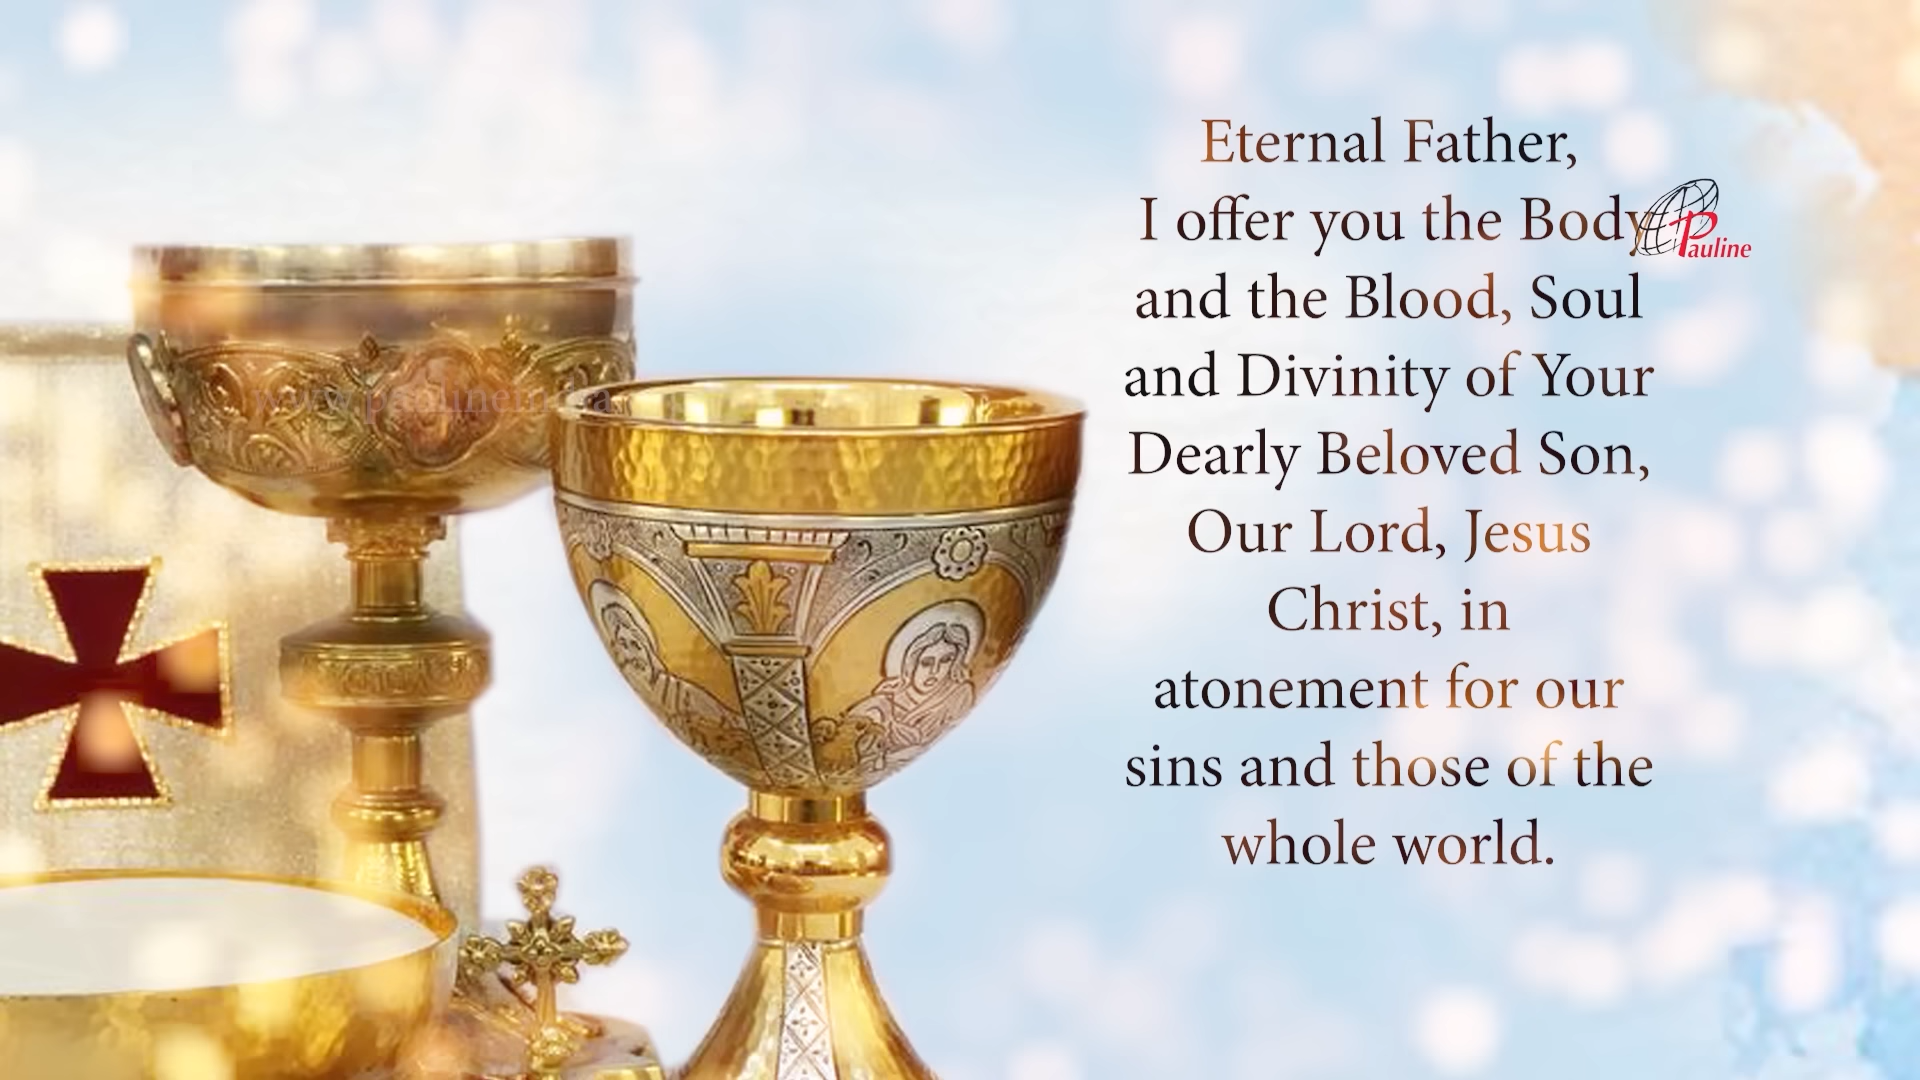 Eternal Father,
I offer you the Body
and the Blood, Soul
and Divinity of Your
Dearly Beloved Son,
Our Lord, Jesus
Christ, in
atonement for our
sins and those of the
whole world.
Pauline